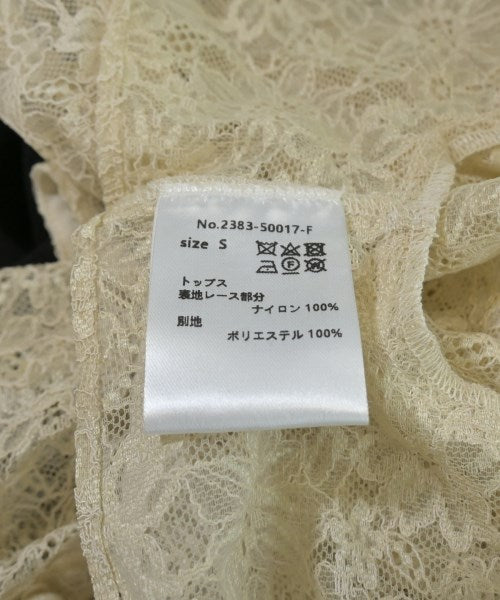 No.2383-50017-F
size S
トップス
裏地レース部分
ナイロン 100%
別地
ポリエステル 100%